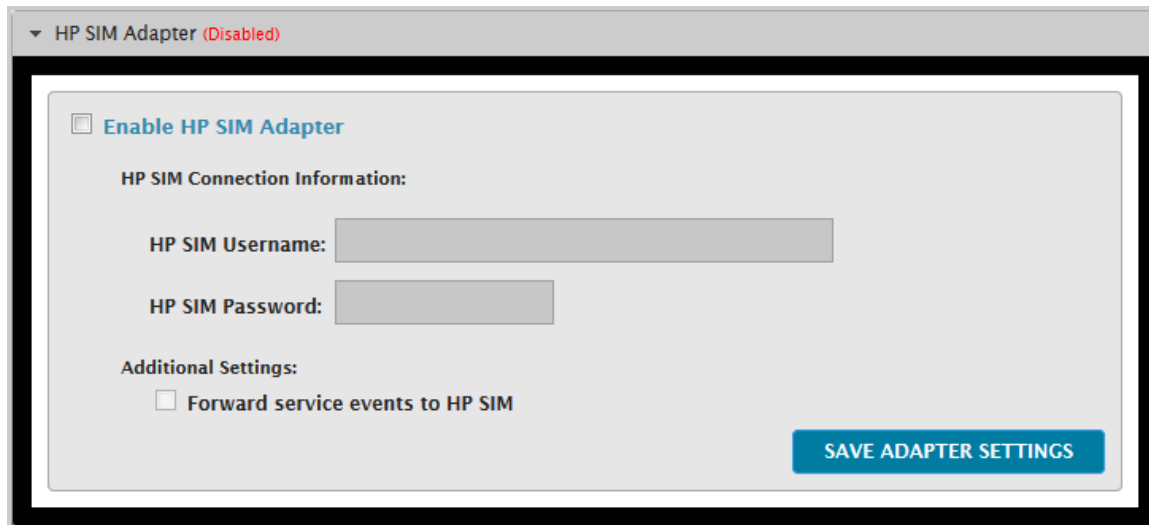 HP SIM Adapter (Disabled)
Enable HP SIM Adapter
HP SIM Connection Information:
HP SIM Username:
HP SIM Password:
Additional Settings:
Forward service events to HP SIM
SAVE ADAPTER SETTINGS